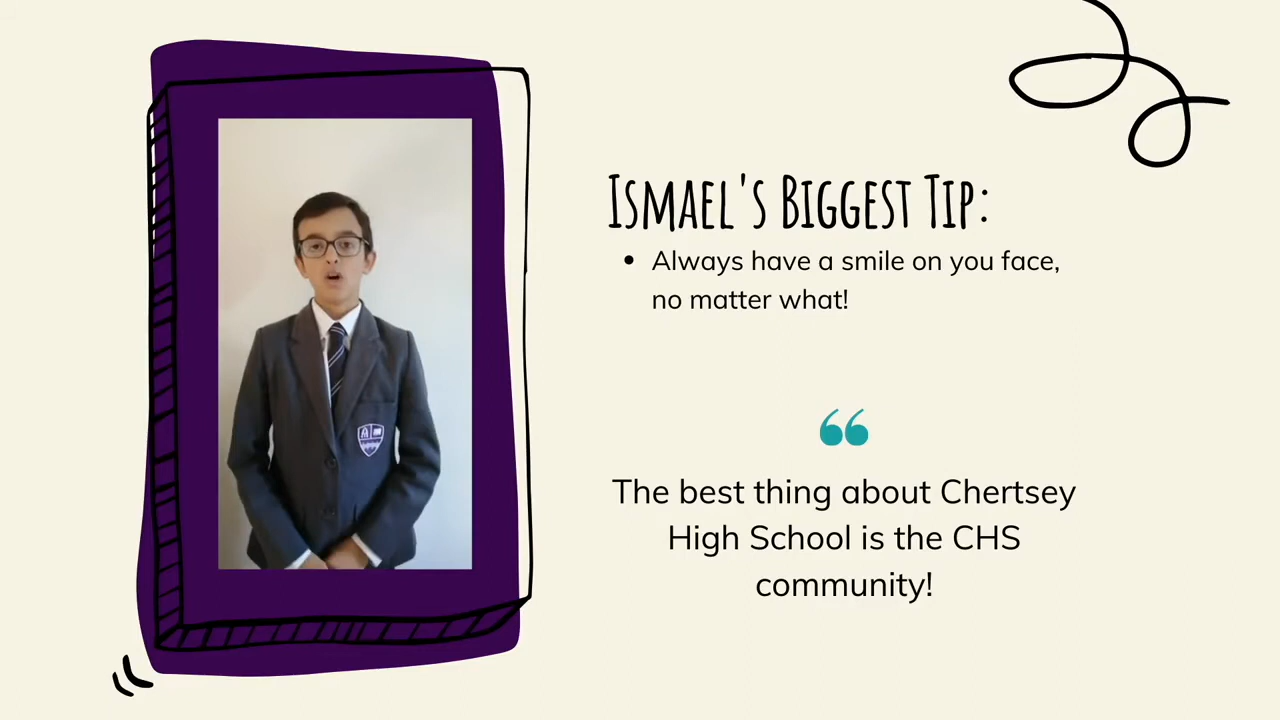 Ismael's Biggest Tip:
• Always have a smile on you face,
no matter what!
“
The best thing about Chertsey
High School is the CHS
community!